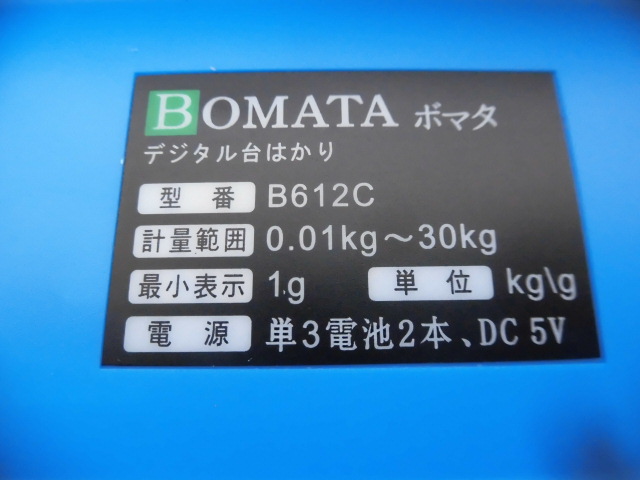 BOMATA ボマタ
デジタル台はかり
型番 B612C
計量範囲 0.01kg～30kg
最小表示 1g 単位 kg\g
電源 単3電池2本、DC 5V